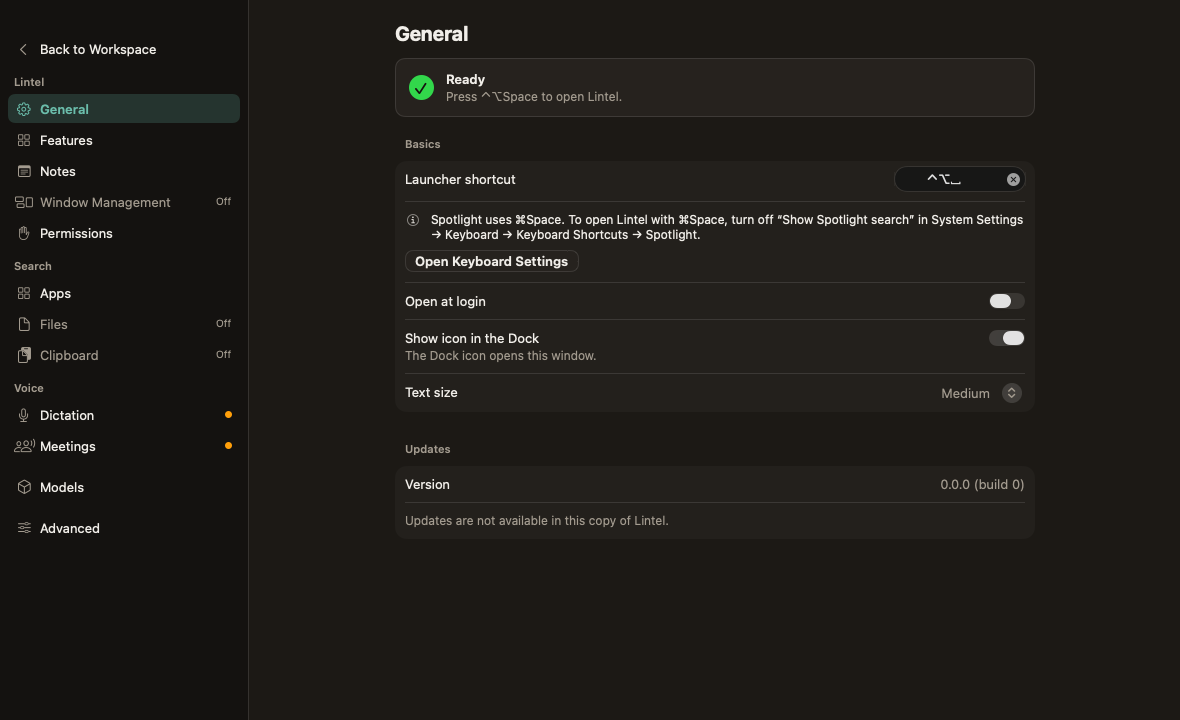 Back to Workspace
Lintel
General
Features
Notes
Window Management Off
Permissions
Search
Apps
Files Off
Clipboard Off
Voice
Dictation
Meetings
Models
Advanced
General
Ready
Press ⌃⌥Space to open Lintel.
Basics
Launcher shortcut ⌃⌥⎵
Spotlight uses ⌘Space. To open Lintel with ⌘Space, turn off “Show Spotlight search” in System Settings
→ Keyboard → Keyboard Shortcuts → Spotlight.
Open Keyboard Settings
Open at login
Show icon in the Dock
The Dock icon opens this window.
Text size Medium
Updates
Version 0.0.0 (build 0)
Updates are not available in this copy of Lintel.